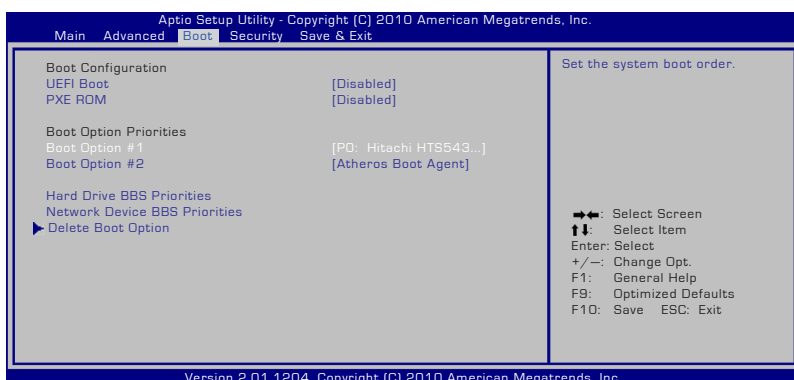 Aptio Setup Utility - Copyright (C) 2010 American Megatrends, Inc.
Main Advanced Boot Security Save & Exit
Boot Configuration
UEFI Boot [Disabled]
PXE ROM [Disabled]
Boot Option Priorities
Boot Option #1 [P0: Hitachi HTS543...]
Boot Option #2 [Atheros Boot Agent]
Hard Drive BBS Priorities
Network Device BBS Priorities
Delete Boot Option
Set the system boot order.
→←: Select Screen
↑↓: Select Item
Enter: Select
+/—: Change Opt.
F1: General Help
F9: Optimized Defaults
F10: Save ESC: Exit
Version 2.01.1204. Copyright (C) 2010 American Megatrends, Inc.